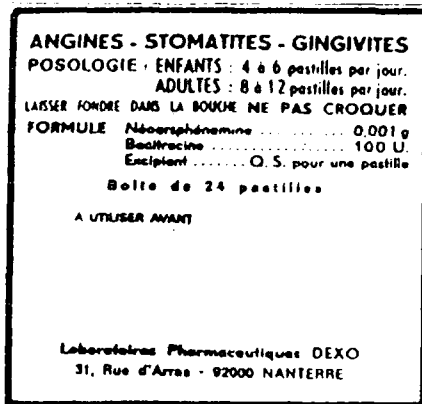 ANGINES - STOMATITES - GINGIVITES
POSOLOGIE : ENFANTS : 4 à 6 pastilles par jour.
ADULTES : 8 à 12 pastilles par jour.
LAISSER FONDRE DANS LA BOUCHE NE PAS CROQUER
FORMULE Néoarsphénamine ........ 0,001 g
Bacitracine ............... 100 U.
Excipient ....... Q. S. pour une pastille
Boîte de 24 pastilles
A UTILISER AVANT
Laboratoires Pharmaceutiques DEXO
31, Rue d'Arras - 92000 NANTERRE